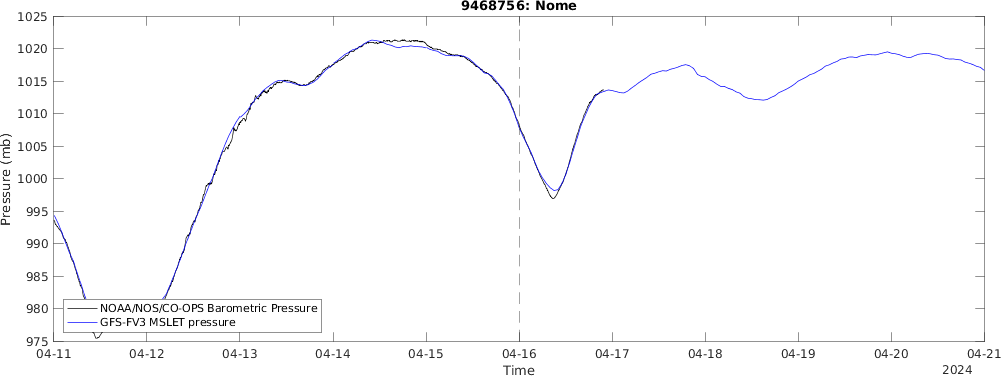 9468756: Nome
1025
1020
1015
1010
1005
1000
995
990
985
980
975
Pressure (mb)
NOAA/NOS/CO-OPS Barometric Pressure
GFS-FV3 MSLET pressure
04-11 04-12 04-13 04-14 04-15 04-16 04-17 04-18 04-19 04-20 04-21
Time
2024